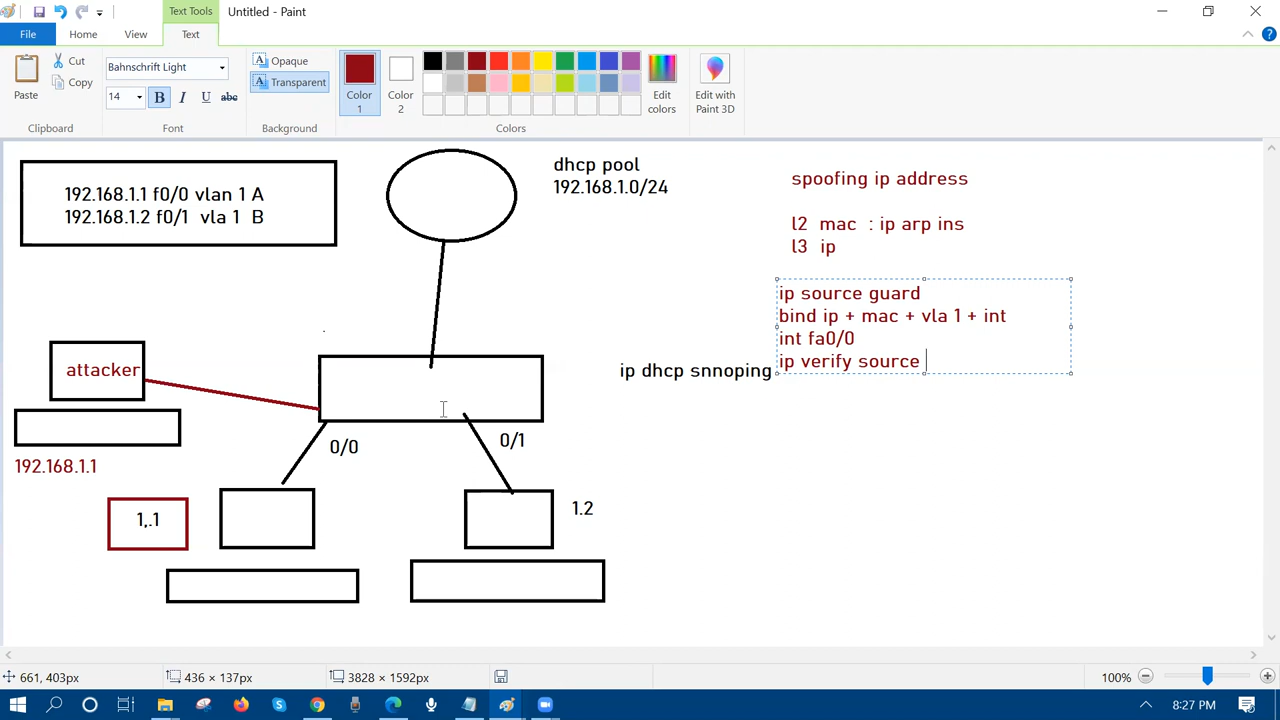 Text Tools
Untitled - Paint
File
Home
View
Text
Paste
Cut
Copy
Clipboard
Bahnschrift Light
14
B
I
U
abc
Font
Opaque
Transparent
Background
Color
1
Color
2
Edit
colors
Edit with
Paint 3D
Colors
192.168.1.1 f0/0 vlan 1 A
192.168.1.2 f0/1 vla 1 B
dhcp pool
192.168.1.0/24
spoofing ip address
l2 mac : ip arp ins
l3 ip
ip source guard
bind ip + mac + vla 1 + int
int fa0/0
ip verify source
attacker
ip dhcp snnoping
0/0
0/1
192.168.1.1
1,.1
1.2
661, 403px
436 × 137px
3828 × 1592px
100%
8:27 PM